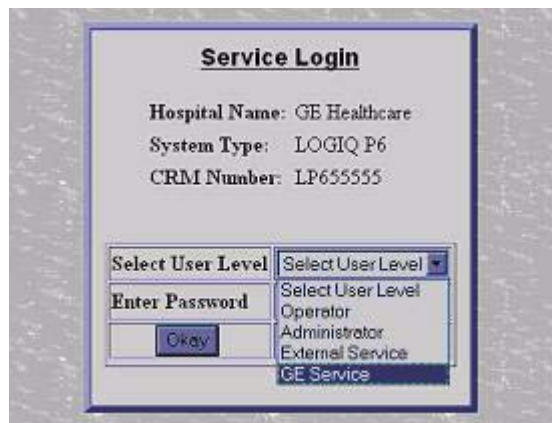 Service Login
Hospital Name: GE Healthcare
System Type: LOGIQ P6
CRM Number: LP655555
Select User Level Select User Level
Enter Password Select User Level
Operator
Okay Administrator
External Service
GE Service